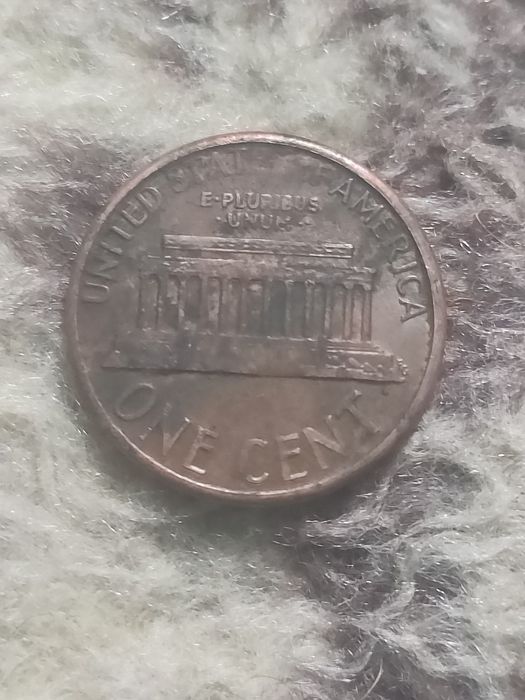 UNITED STATES OF AMERICA
E·PLURIBUS
·UNUM·
ONE CENT